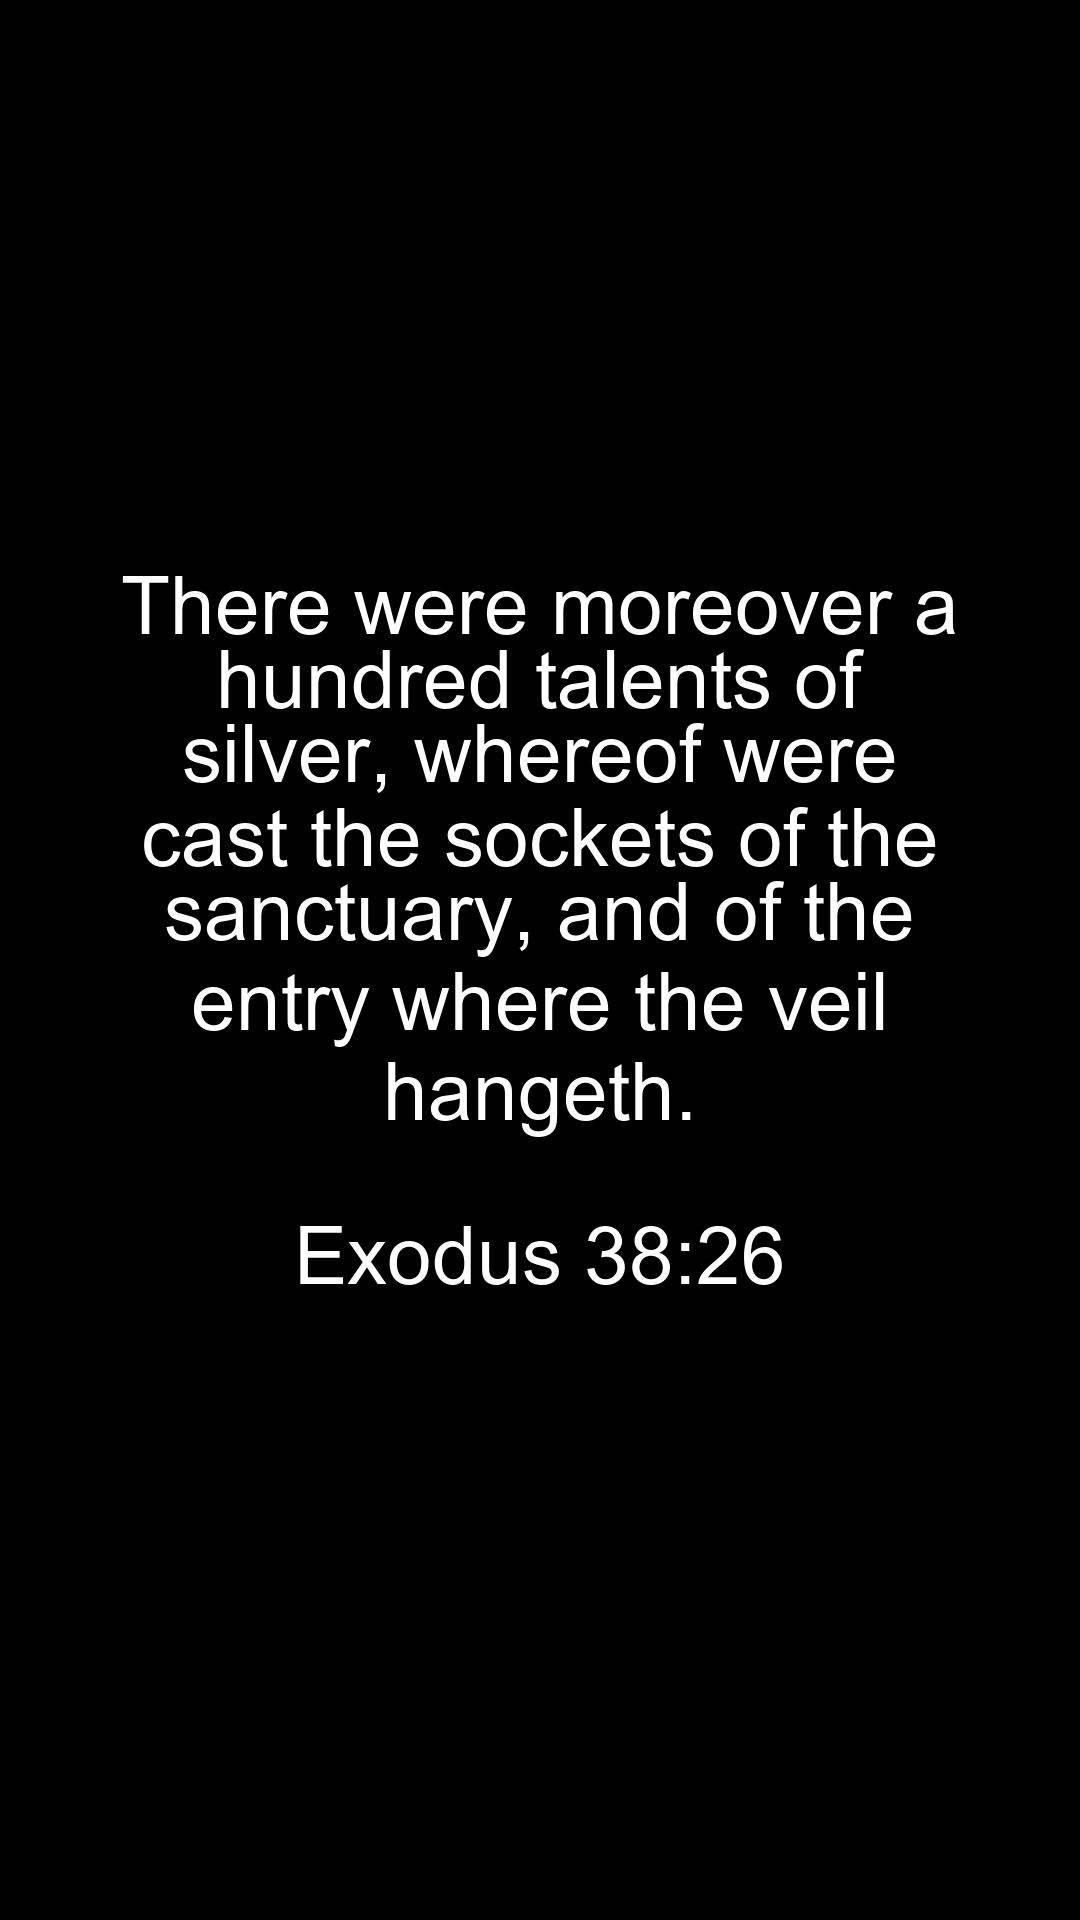 There were moreover a
hundred talents of
silver, whereof were
cast the sockets of the
sanctuary, and of the
entry where the veil
hangeth.
Exodus 38:26